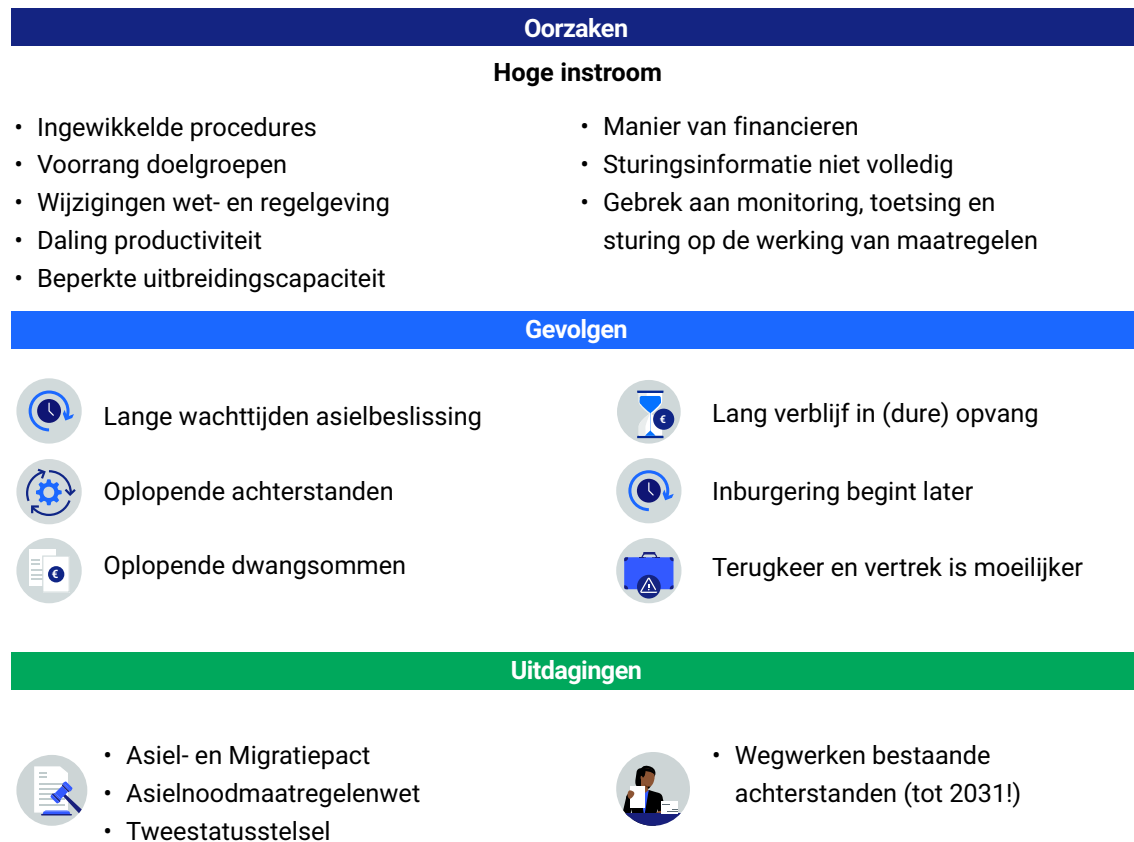 Oorzaken
Hoge instroom
• Ingewikkelde procedures
• Voorrang doelgroepen
• Wijzigingen wet- en regelgeving
• Daling productiviteit
• Beperkte uitbreidingscapaciteit
• Manier van financieren
• Sturingsinformatie niet volledig
• Gebrek aan monitoring, toetsing en
sturing op de werking van maatregelen
Gevolgen
Lange wachttijden asielbeslissing
Oplopende achterstanden
€
Oplopende dwangsommen
€
Lang verblijf in (dure) opvang
Inburgering begint later
Terugkeer en vertrek is moeilijker
Uitdagingen
• Asiel- en Migratiepact
• Asielnoodmaatregelenwet
• Tweestatusstelsel
• Wegwerken bestaande
achterstanden (tot 2031!)